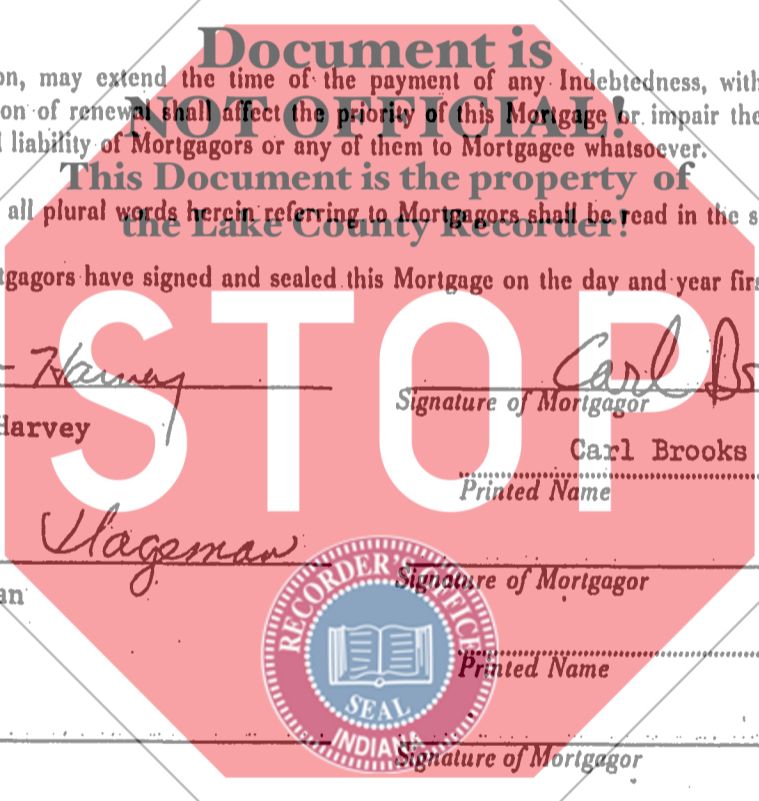 Document is
on, may extend the time of the payment of any Indebtedness, with
on of renewal shall affect the priority of this Mortgage or impair the
NOT OFFICIAL!
liability of Mortgagors or any of them to Mortgagee whatsoever.
This Document is the property of
all plural words herein referring to Mortgagors shall be read in the s
the Lake County Recorder!
tgagors have signed and sealed this Mortgage on the day and year firs
STOP
Harvey Carl Br
Signature of Mortgagor
Harvey Carl Brooks
Printed Name
Hageman
Signature of Mortgagor
an
RECORDER'S OFFICE
Printed Name
SEAL
INDIANA
Signature of Mortgagor